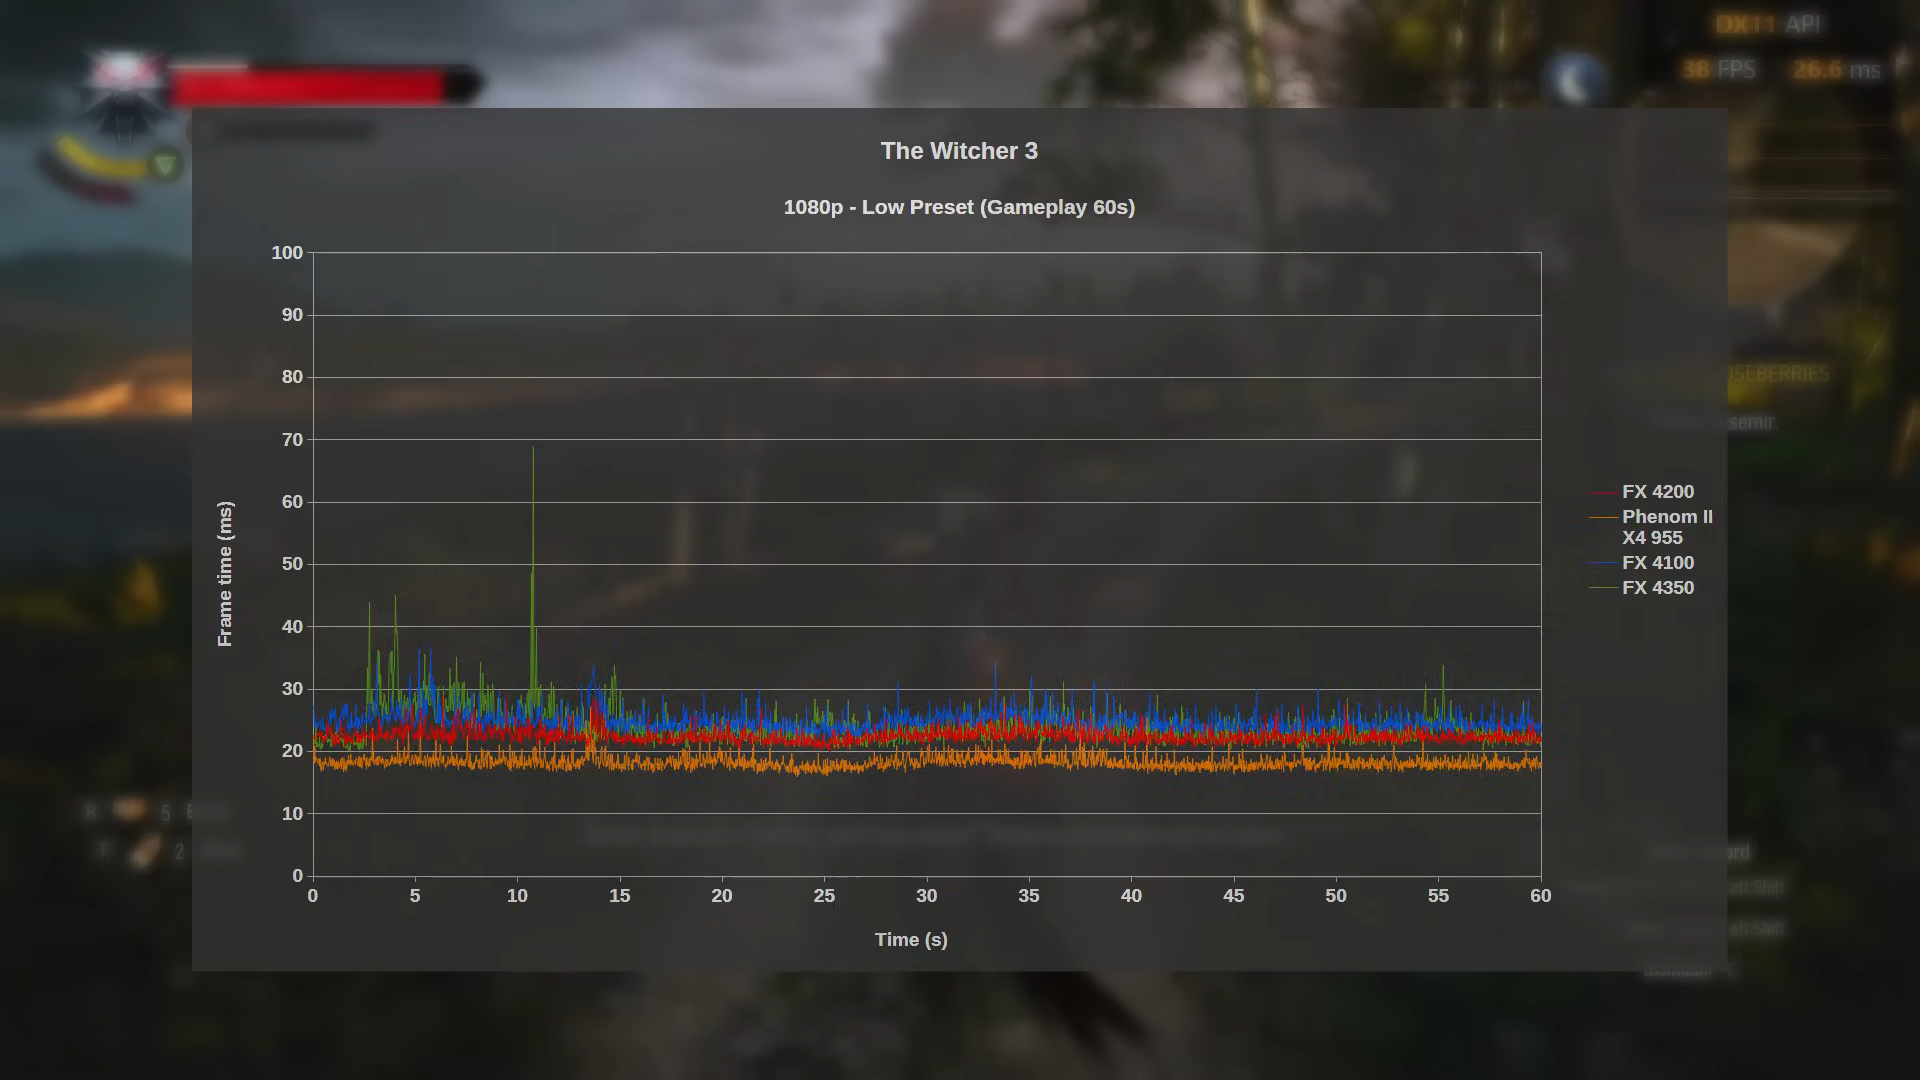 DX11 API
38 FPS 26.6 ms
The Witcher 3
1080p - Low Preset (Gameplay 60s)
100
90
80
70
60
50
40
30
20
10
0
Frame time (ms)
0 5 10 15 20 25 30 35 40 45 50 55 60
Time (s)
FX 4200
Phenom II
X4 955
FX 4100
FX 4350
R 5
F 2